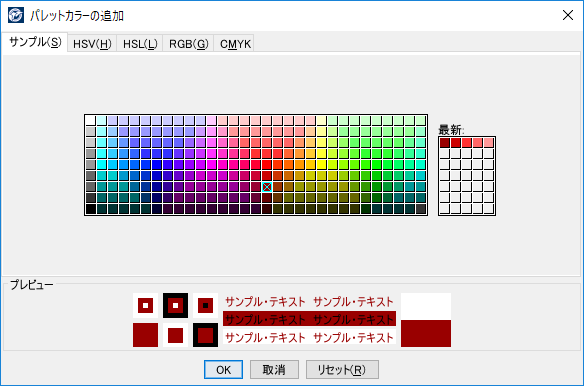 パレットカラーの追加
サンプル(S) HSV(H) HSL(L) RGB(G) CMYK
最新:
プレビュー
サンプル・テキスト サンプル・テキスト
サンプル・テキスト サンプル・テキスト
サンプル・テキスト サンプル・テキスト
OK 取消 リセット(R)